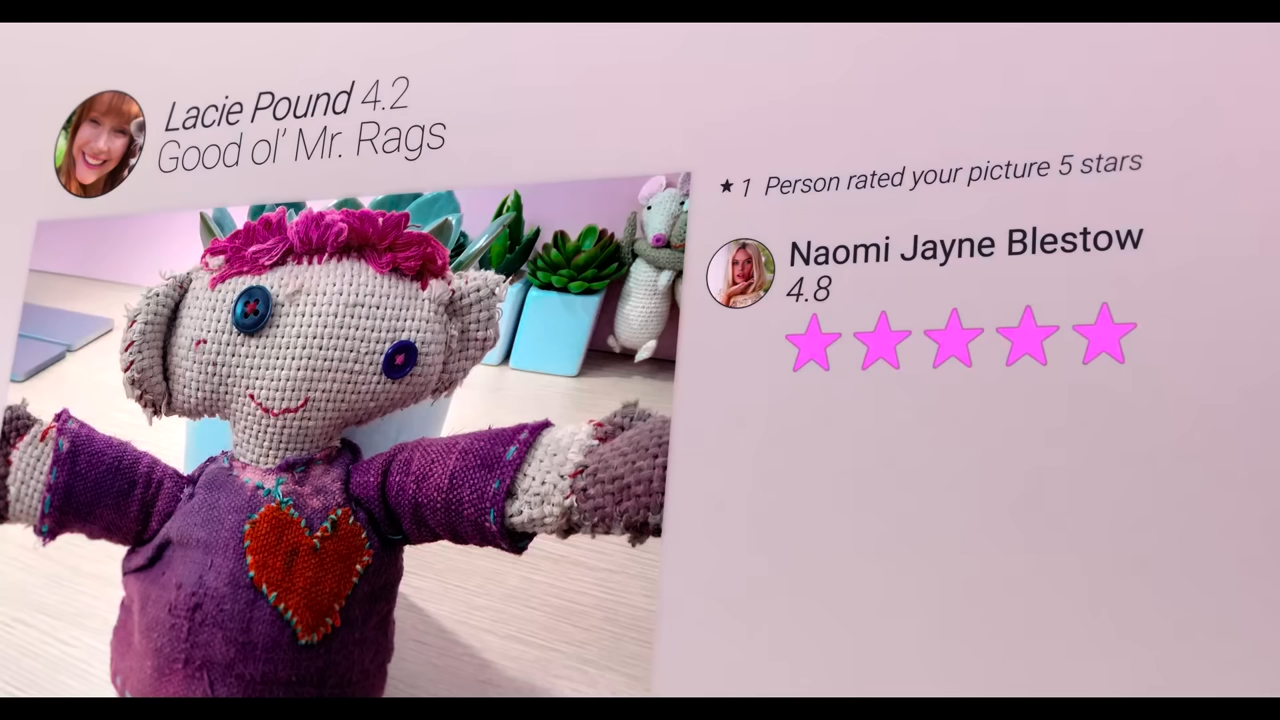 Lacie Pound 4.2
Good ol' Mr. Rags
★ 1 Person rated your picture 5 stars
Naomi Jayne Blestow
4.8